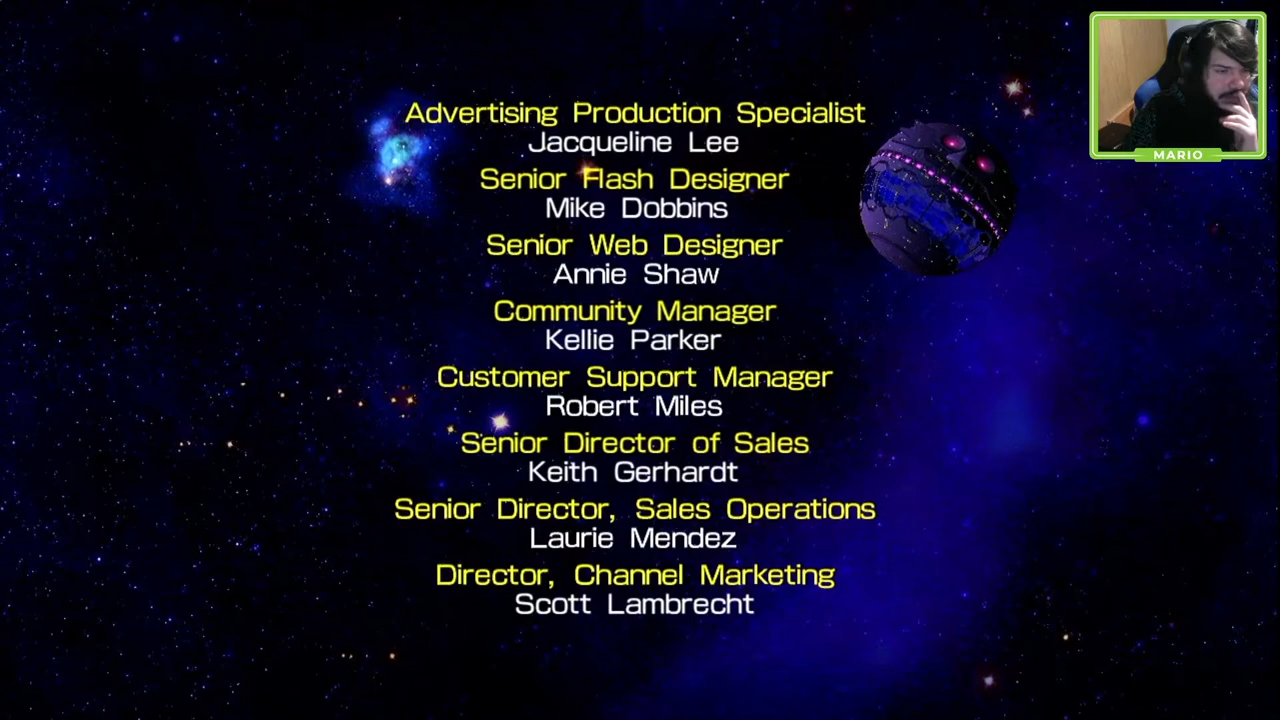 Advertising Production Specialist
Jacqueline Lee
Senior Flash Designer
Mike Dobbins
Senior Web Designer
Annie Shaw
Community Manager
Kellie Parker
Customer Support Manager
Robert Miles
Senior Director of Sales
Keith Gerhardt
Senior Director, Sales Operations
Laurie Mendez
Director, Channel Marketing
Scott Lambrecht
MARIO